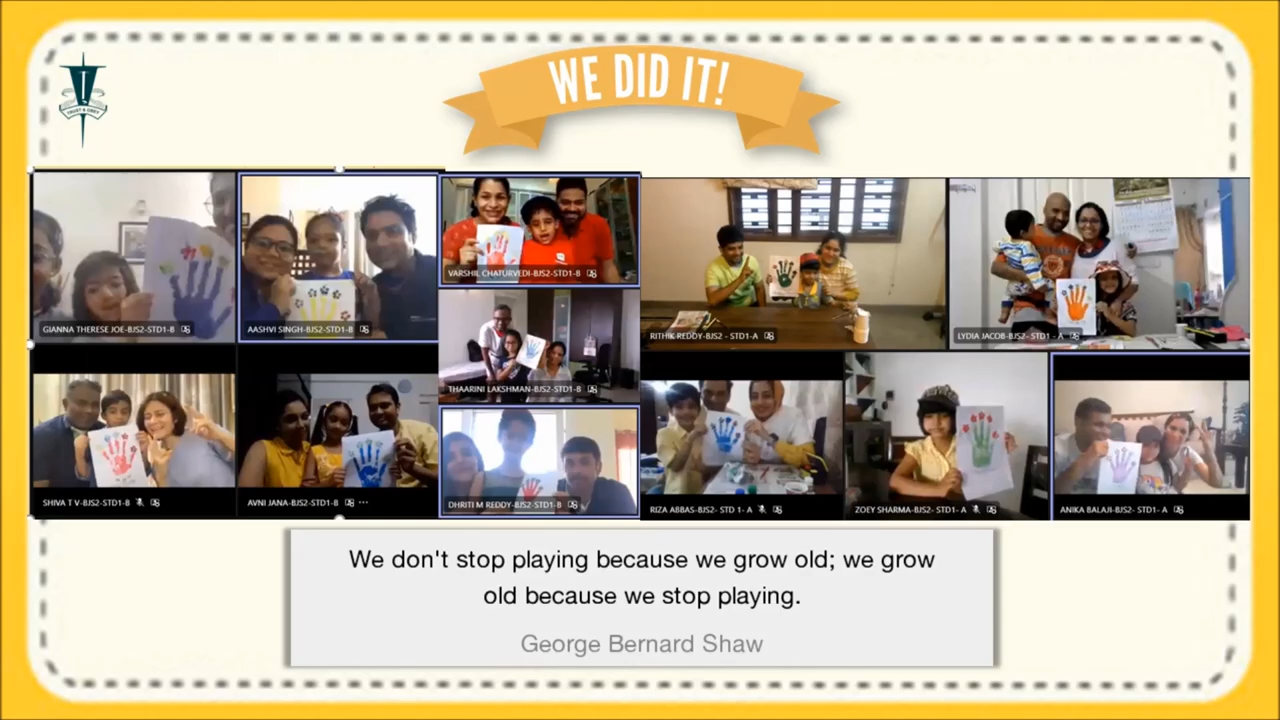 WE DID IT!
TRUST & OBEY
GIANNA THERESE JOE-BJS2-STD1-B
AASHVI SINGH-BJS2-STD1-B
VARSHIL CHATURVEDI-BJS2-STD1-B
RITHIK REDDY-BJS2 - STD1-A
LYDIA JACOB-BJS2- STD1 - A
THAARINI LAKSHMAN-BJS2-STD1-B
SHIVA T V-BJS2-STD1-B
AVNI JANA-BJS2-STD1-B
DHRITI M REDDY-BJS2-STD1-B
RIZA ABBAS-BJS2- STD 1- A
ZOEY SHARMA-BJS2- STD1- A
ANIKA BALAJI-BJS2- STD1- A
We don't stop playing because we grow old; we grow
old because we stop playing.
George Bernard Shaw